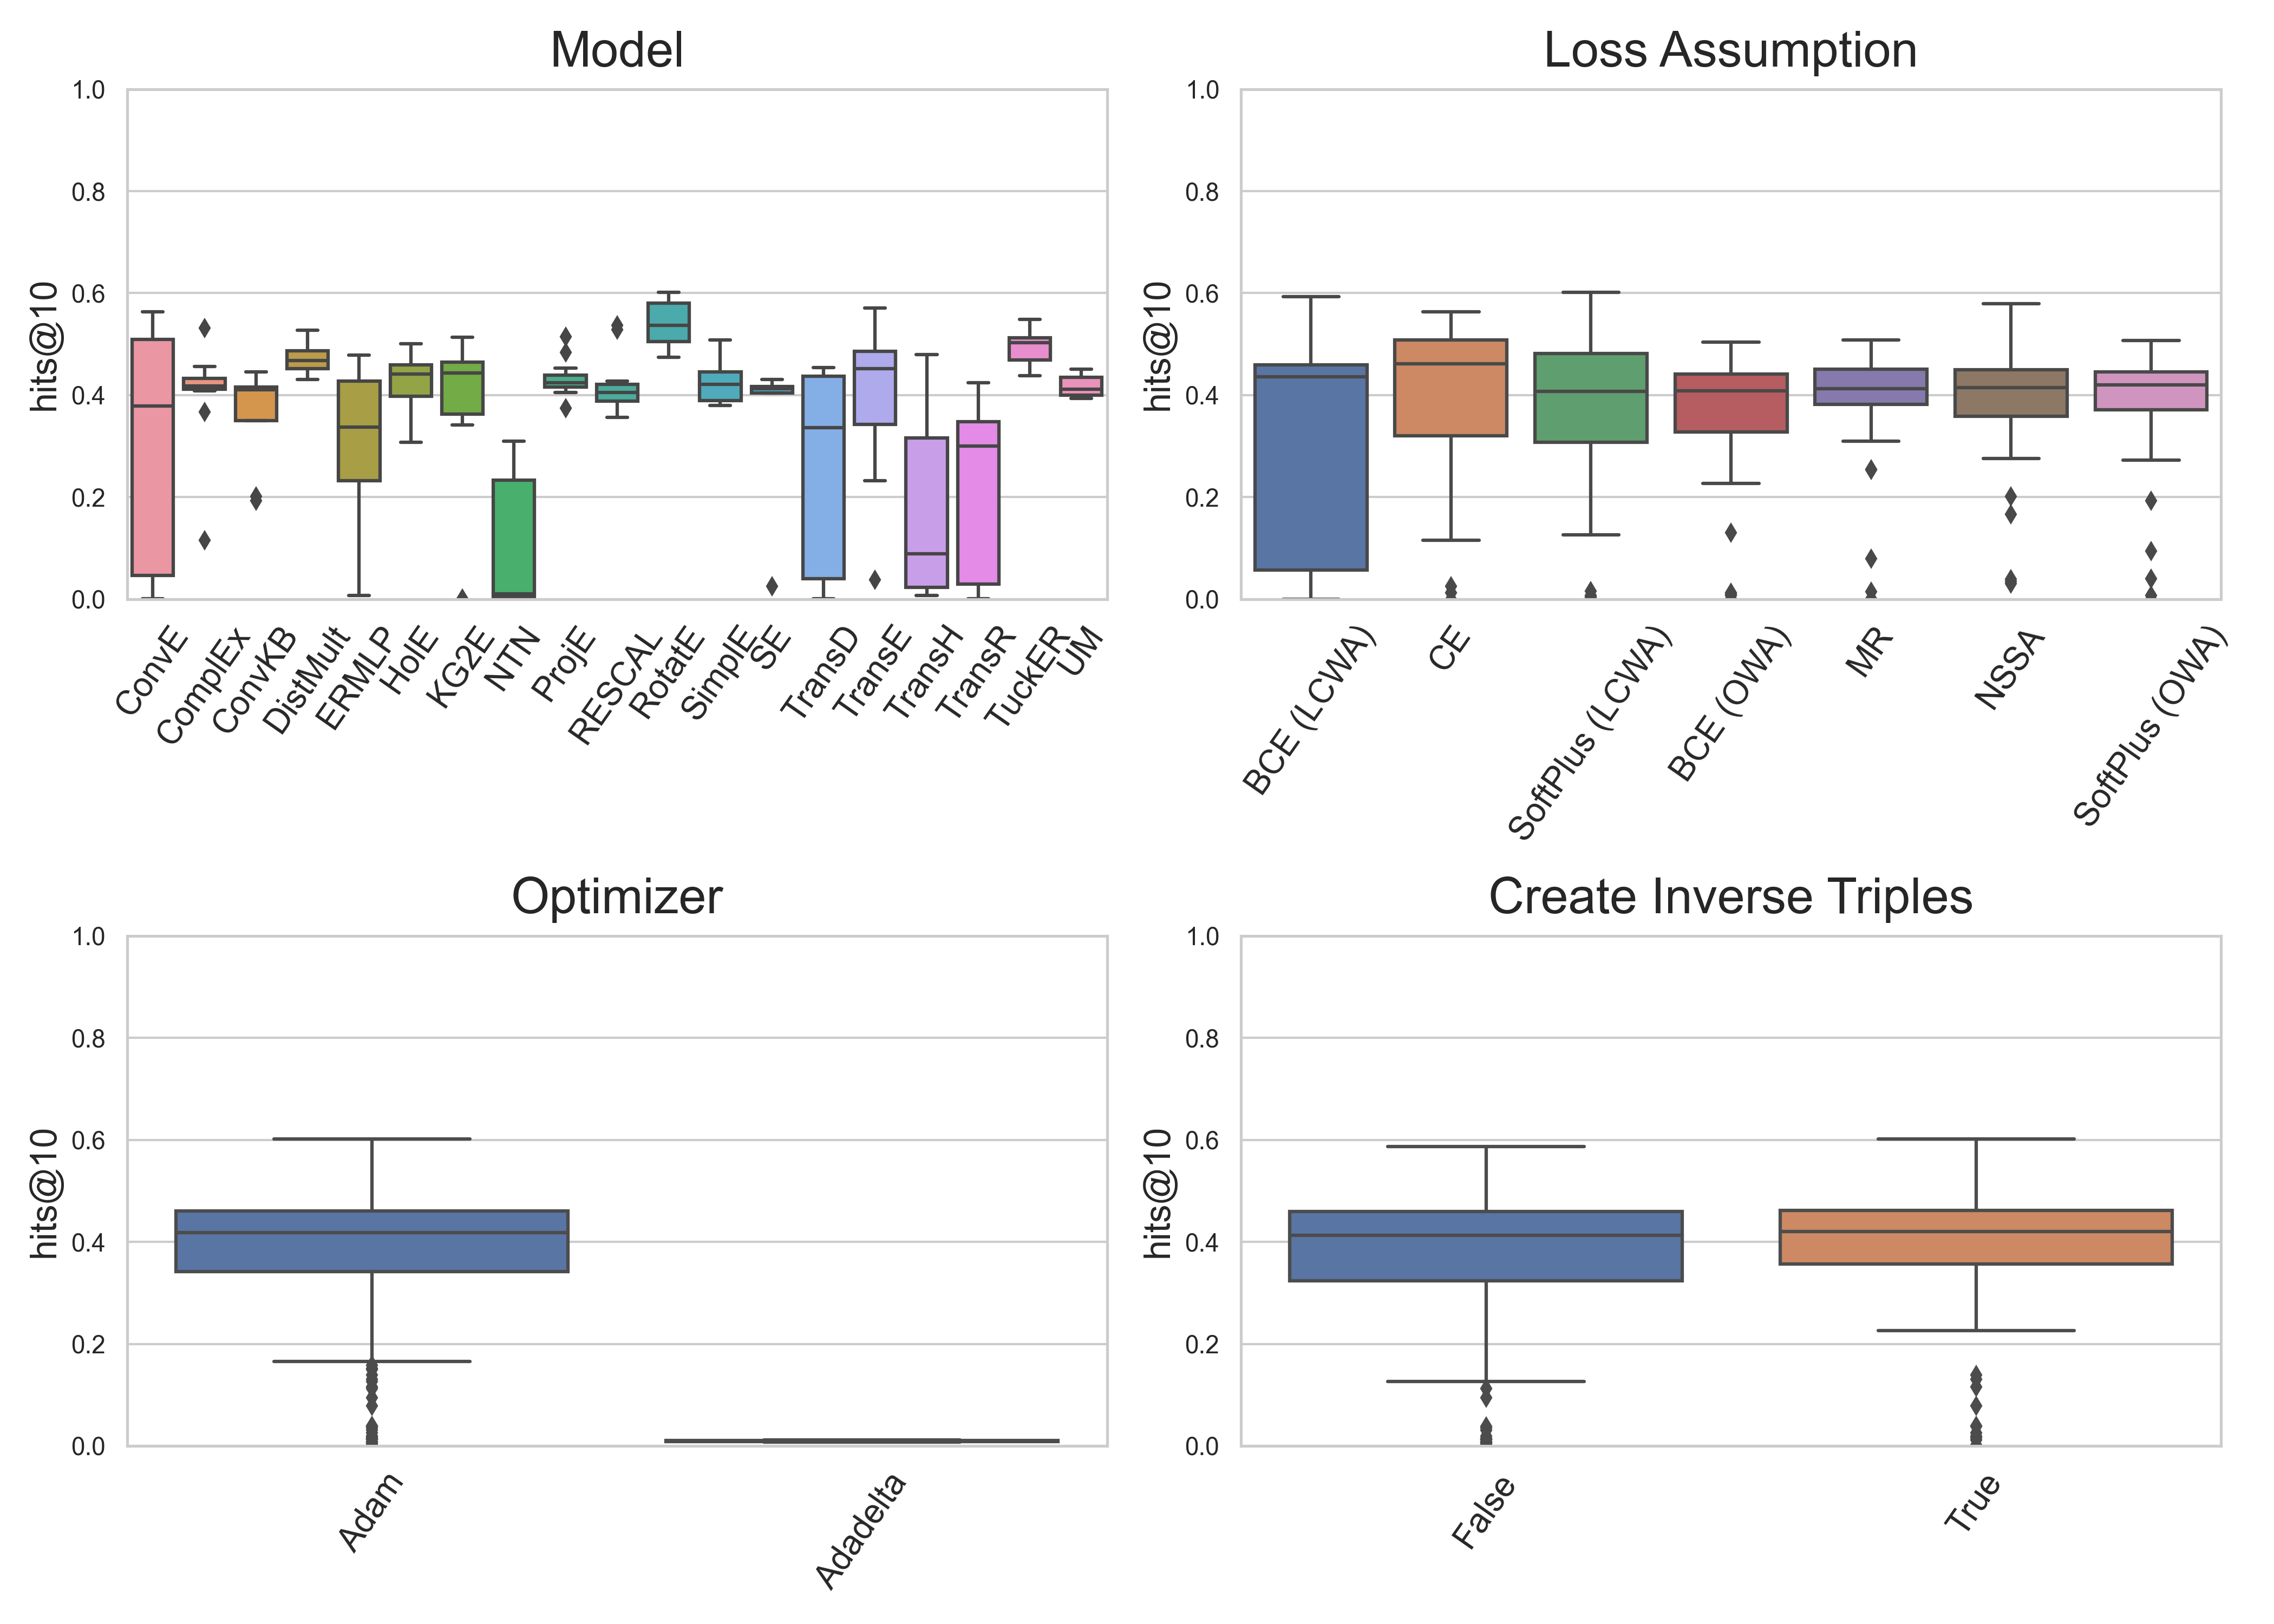 Model
1.0
0.8
0.6
0.4
0.2
0.0
hits@10
ConvE
ComplEx
ConvKB
DistMult
ERMLP
HolE
KG2E
NTN
ProjE
RESCAL
RotatE
SimplE
SE
TransD
TransE
TransH
TransR
TuckER
UM
Loss Assumption
1.0
0.8
0.6
0.4
0.2
0.0
hits@10
BCE (LCWA)
CE
SoftPlus (LCWA)
BCE (OWA)
MR
NSSA
SoftPlus (OWA)
Optimizer
1.0
0.8
0.6
0.4
0.2
0.0
hits@10
Adam
Adadelta
Create Inverse Triples
1.0
0.8
0.6
0.4
0.2
0.0
hits@10
False
True